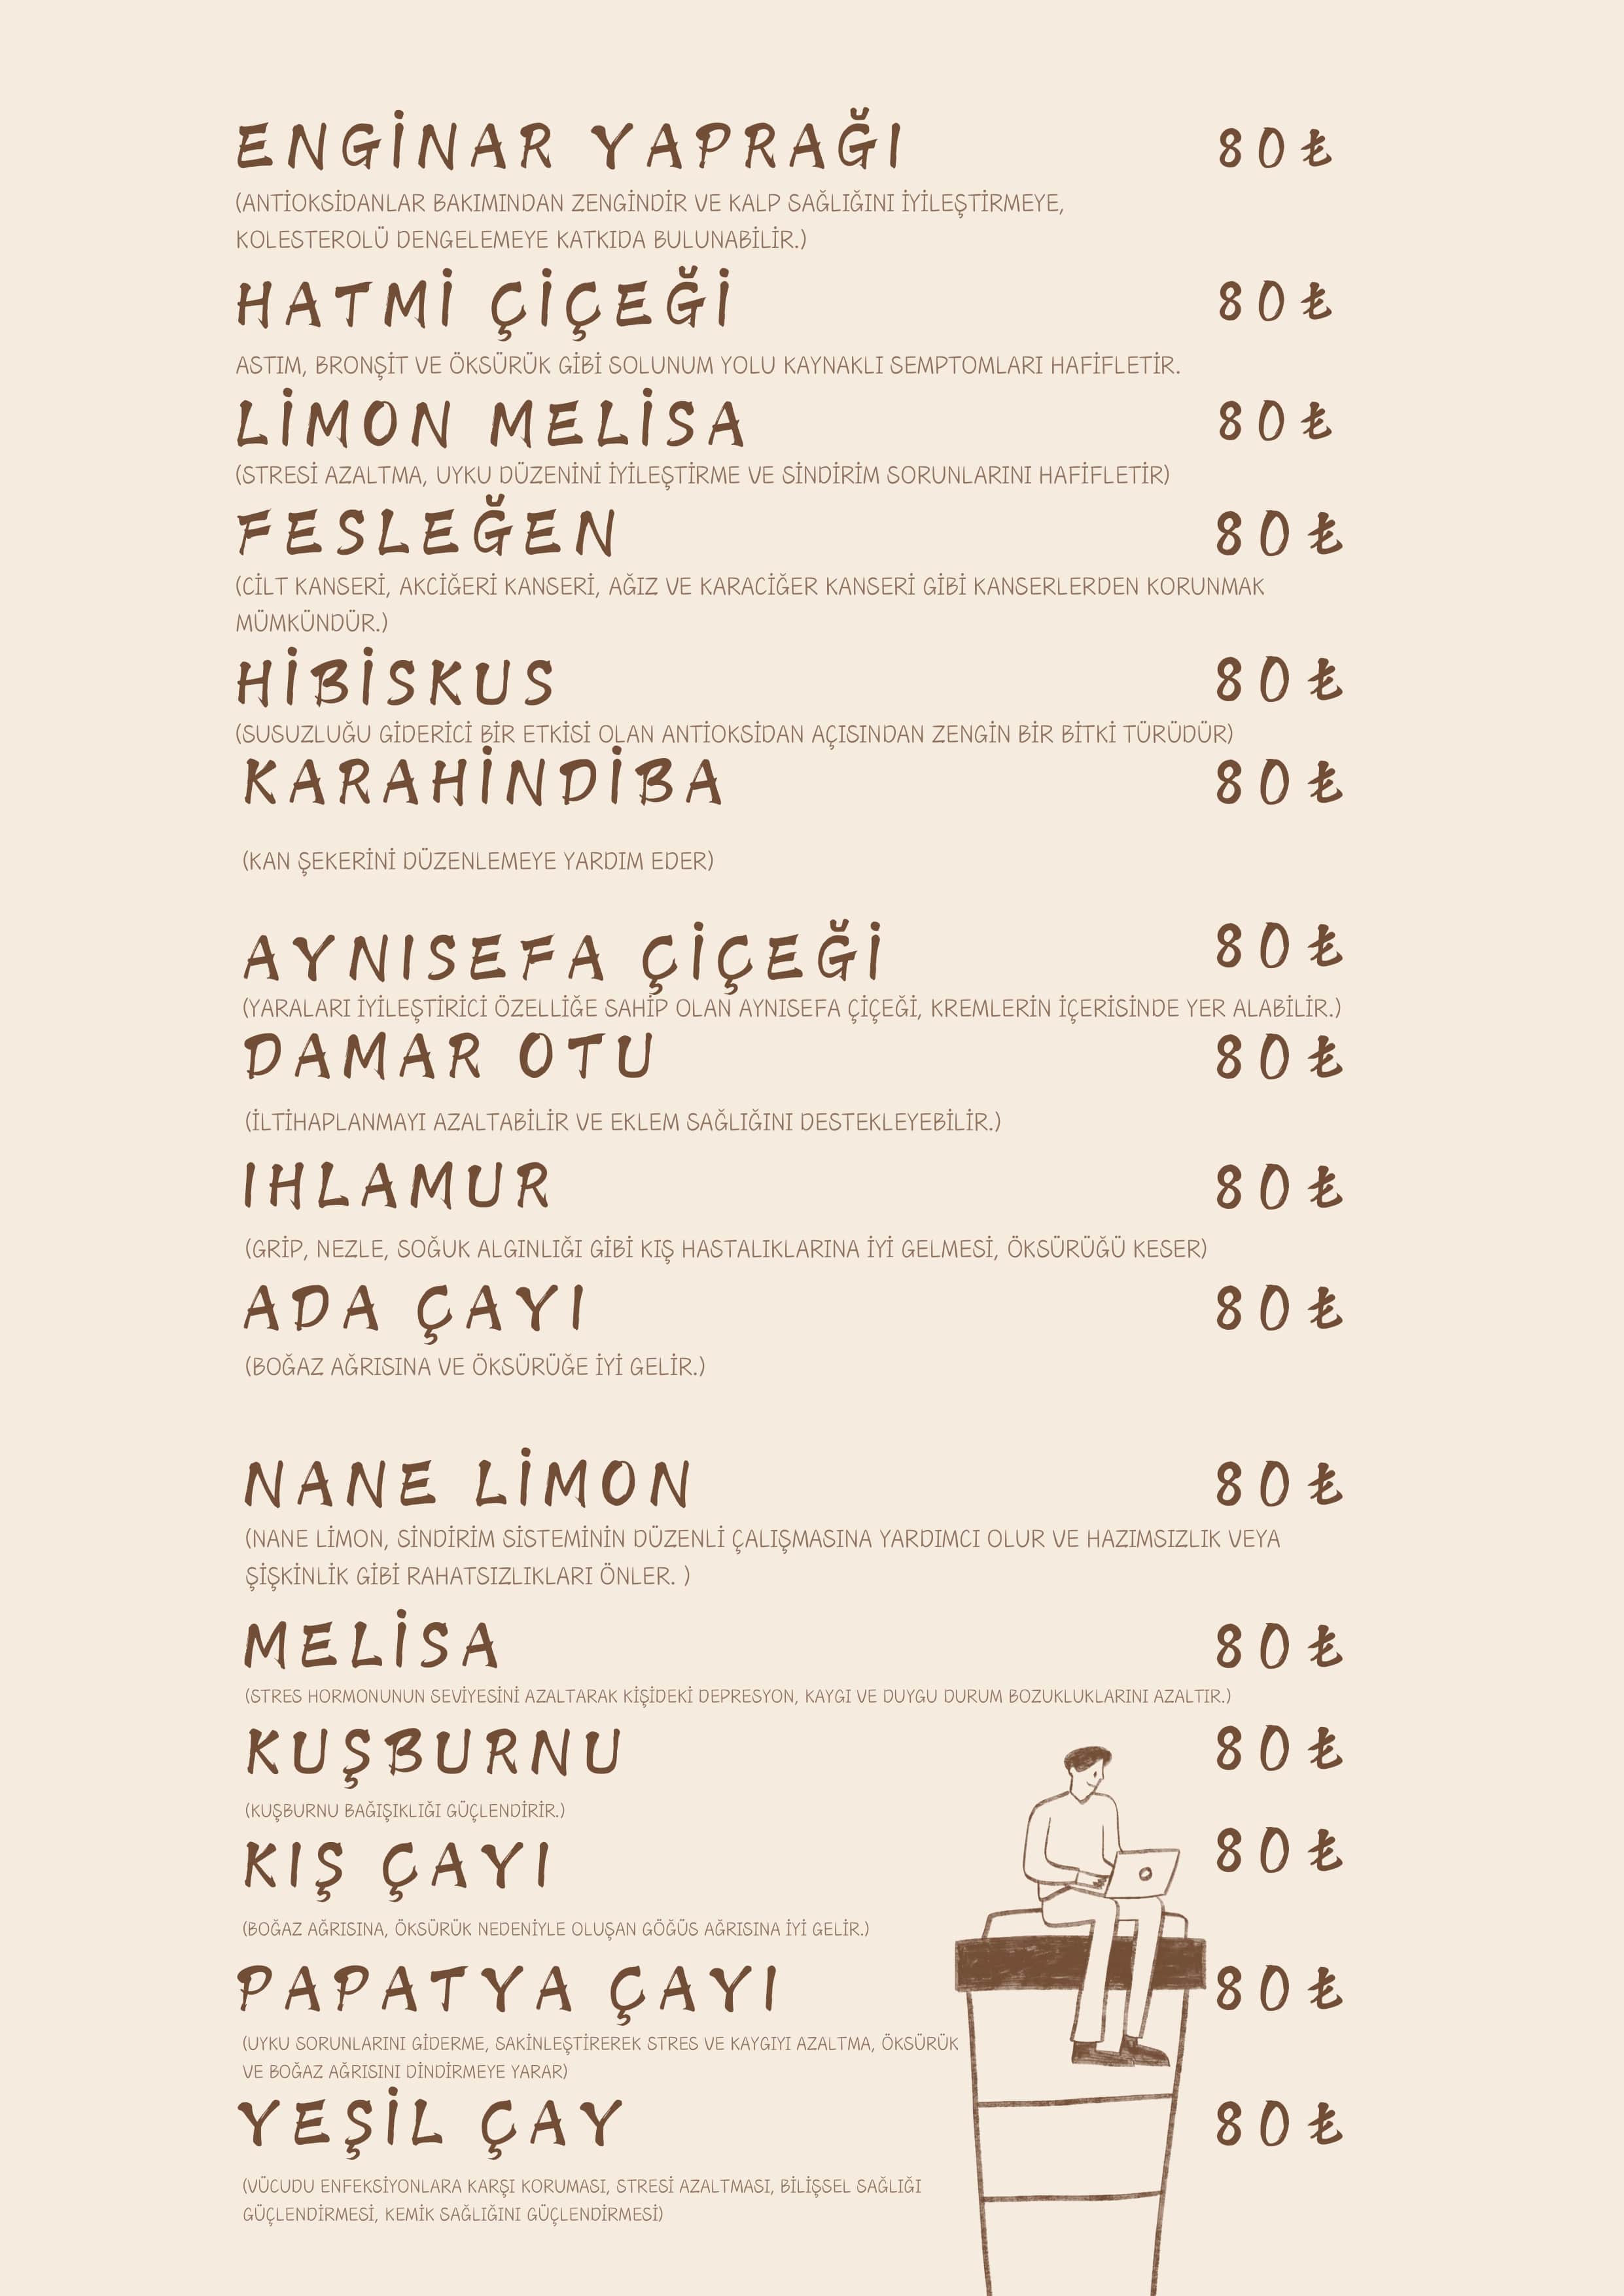 ENGİNAR YAPRAĞI 80₺
(ANTİOKSİDANLAR BAKIMINDAN ZENGİNDİR VE KALP SAĞLIĞINI İYİLEŞTİRMEYE,
KOLESTEROLÜ DENGELEMEYE KATKIDA BULUNABİLİR.)
HATMİ ÇİÇEĞİ 80₺
ASTIM, BRONŞİT VE ÖKSÜRÜK GİBİ SOLUNUM YOLU KAYNAKLI SEMPTOMLARI HAFİFLETİR.
LİMON MELİSA 80₺
(STRESİ AZALTMA, UYKU DÜZENİNİ İYİLEŞTİRME VE SİNDİRİM SORUNLARINI HAFİFLETİR)
FESLEĞEN 80₺
(CİLT KANSERİ, AKCİĞERİ KANSERİ, AĞIZ VE KARACİĞER KANSERİ GİBİ KANSERLERDEN KORUNMAK
MÜMKÜNDÜR.)
HİBİSKUS 80₺
(SUSUZLUĞU GİDERİCİ BİR ETKİSİ OLAN ANTİOKSİDAN AÇISINDAN ZENGİN BİR BİTKİ TÜRÜDÜR)
KARAHİNDİBA 80₺
(KAN ŞEKERİNİ DÜZENLEMEYE YARDIM EDER)
AYNISEFA ÇİÇEĞİ 80₺
(YARALARI İYİLEŞTİRİCİ ÖZELLİĞE SAHİP OLAN AYNISEFA ÇİÇEĞİ, KREMLERİN İÇERİSİNDE YER ALABİLİR.)
DAMAR OTU 80₺
(İLTİHAPLANMAYI AZALTABİLİR VE EKLEM SAĞLIĞINI DESTEKLEYEBİLİR.)
IHLAMUR 80₺
(GRİP, NEZLE, SOĞUK ALGINLIĞI GİBİ KIŞ HASTALIKLARINA İYİ GELMESİ, ÖKSÜRÜĞÜ KESER)
ADA ÇAYI 80₺
(BOĞAZ AĞRISINA VE ÖKSÜRÜĞE İYİ GELİR.)
NANE LİMON 80₺
(NANE LİMON, SİNDİRİM SİSTEMİNİN DÜZENLİ ÇALIŞMASINA YARDIMCI OLUR VE HAZIMSIZLIK VEYA
ŞİŞKİNLİK GİBİ RAHATSIZLIKLARI ÖNLER. )
MELİSA 80₺
(STRES HORMONUNUN SEVİYESİNİ AZALTARAK KİŞİDEKİ DEPRESYON, KAYGI VE DUYGU DURUM BOZUKLUKLARINI AZALTIR.)
KUŞBURNU 80₺
(KUŞBURNU BAĞIŞIKLIĞI GÜÇLENDİRİR.)
KIŞ ÇAYI 80₺
(BOĞAZ AĞRISINA, ÖKSÜRÜK NEDENİYLE OLUŞAN GÖĞÜS AĞRISINA İYİ GELİR.)
PAPATYA ÇAYI 80₺
(UYKU SORUNLARINI GİDERME, SAKİNLEŞTİREREK STRES VE KAYGIYI AZALTMA, ÖKSÜRÜK
VE BOĞAZ AĞRISINI DİNDİRMEYE YARAR)
YEŞİL ÇAY 80₺
(VÜCUDU ENFEKSİYONLARA KARŞI KORUMASI, STRESİ AZALTMASI, BİLİŞSEL SAĞLIĞI
GÜÇLENDİRMESİ, KEMİK SAĞLIĞINI GÜÇLENDİRMESİ)